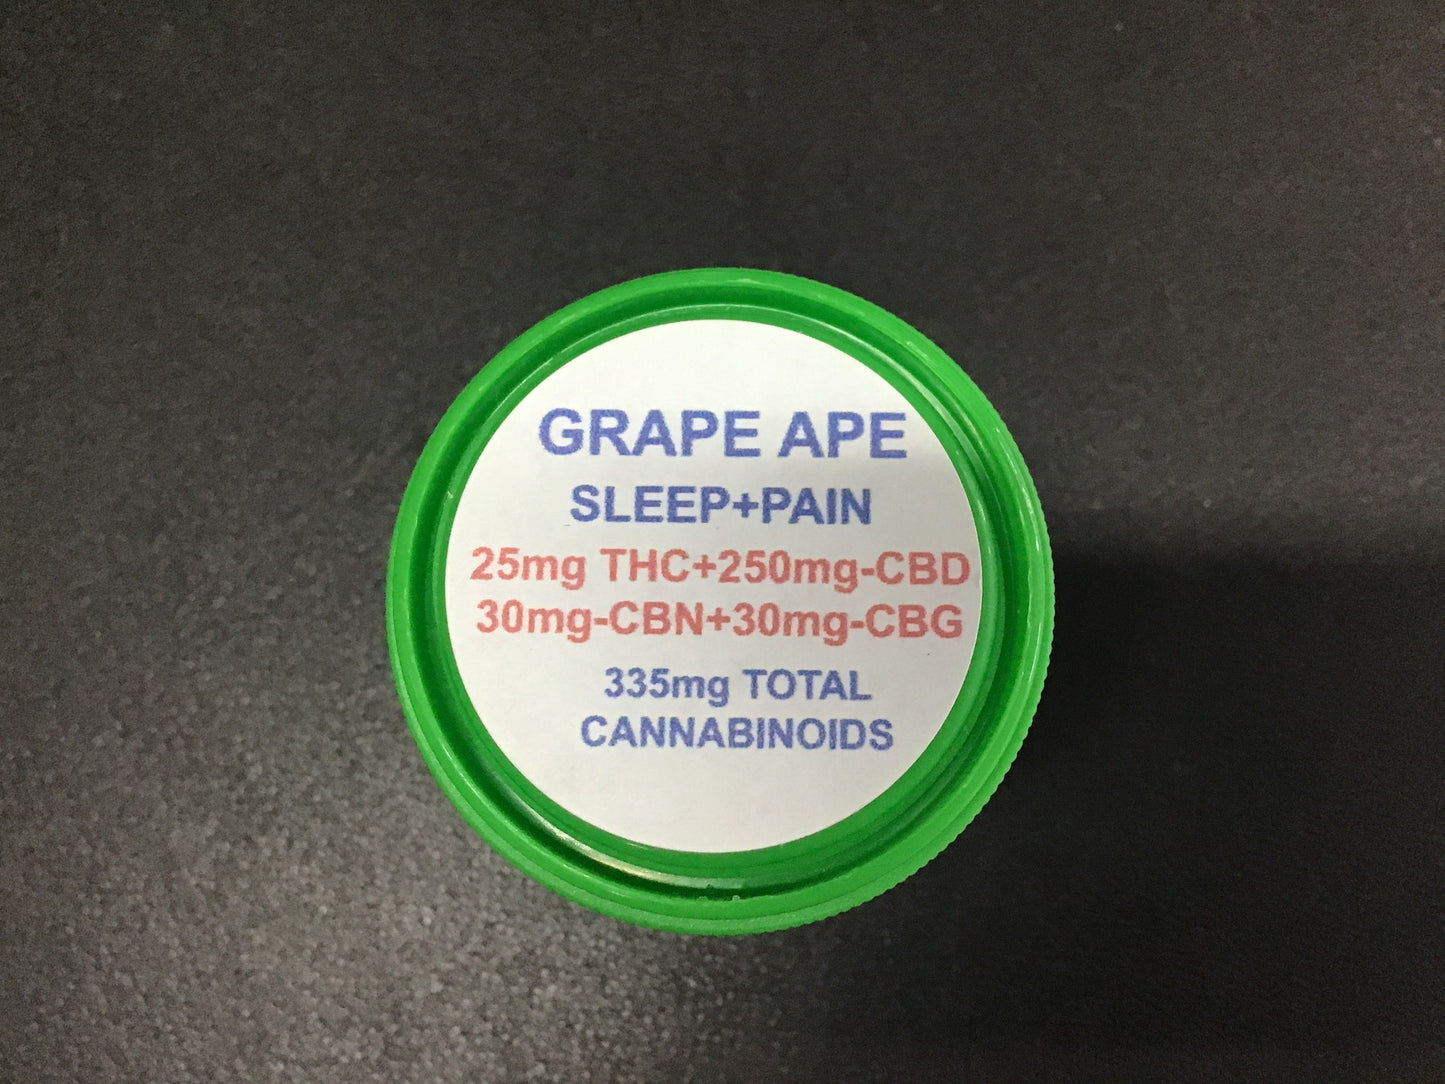 GRAPE APE
SLEEP+PAIN
25mg THC+250mg-CBD
30mg-CBN+30mg-CBG
335mg TOTAL
CANNABINOIDS